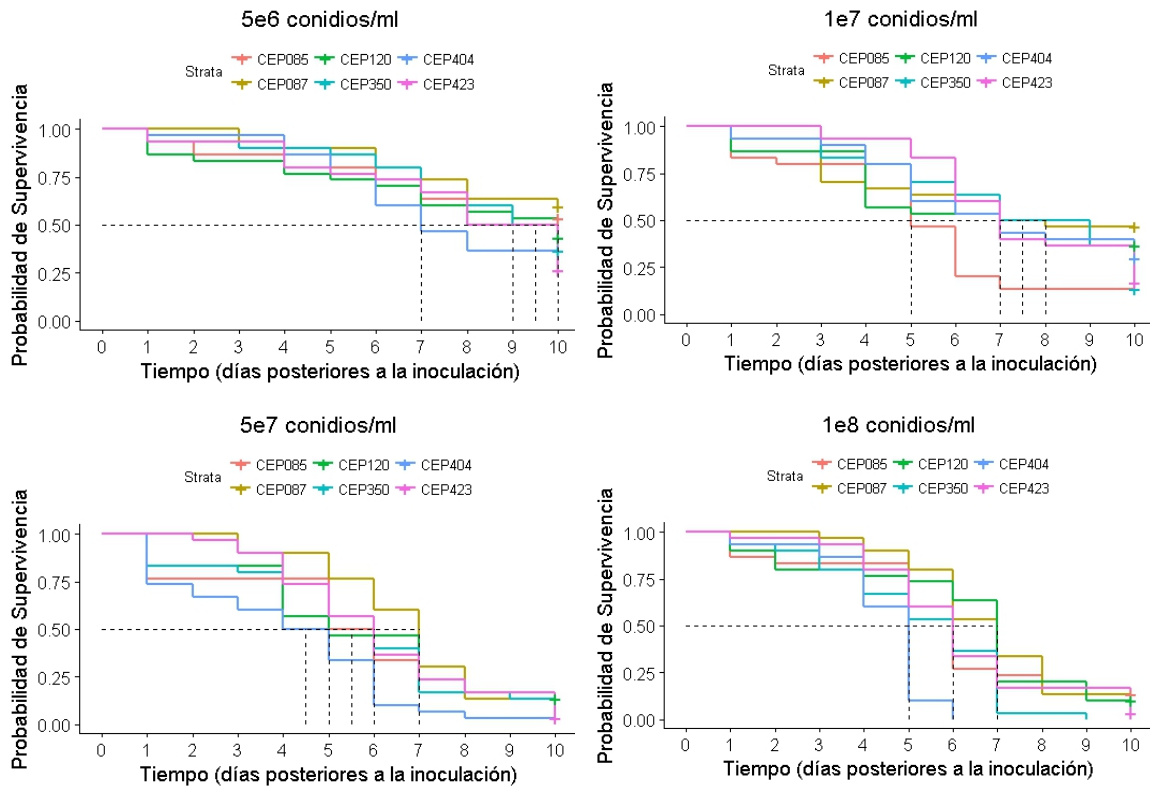 5e6 conidios/ml
Strata
CEP085 CEP120 CEP404
CEP087 CEP350 CEP423
Probabilidad de Supervivencia
1.00
0.75
0.50
0.25
0.00
0 1 2 3 4 5 6 7 8 9 10
Tiempo (días posteriores a la inoculación)
1e7 conidios/ml
Strata
CEP085 CEP120 CEP404
CEP087 CEP350 CEP423
Probabilidad de Supervivencia
1.00
0.75
0.50
0.25
0.00
0 1 2 3 4 5 6 7 8 9 10
Tiempo (días posteriores a la inoculación)
5e7 conidios/ml
Strata
CEP085 CEP120 CEP404
CEP087 CEP350 CEP423
Probabilidad de Supervivencia
1.00
0.75
0.50
0.25
0.00
0 1 2 3 4 5 6 7 8 9 10
Tiempo (días posteriores a la inoculación)
1e8 conidios/ml
Strata
CEP085 CEP120 CEP404
CEP087 CEP350 CEP423
Probabilidad de Supervivencia
1.00
0.75
0.50
0.25
0.00
0 1 2 3 4 5 6 7 8 9 10
Tiempo (días posteriores a la inoculación)